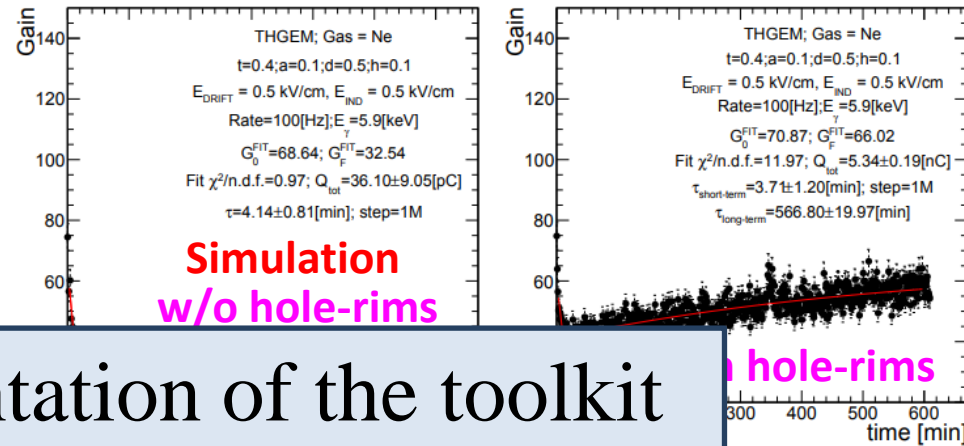 Gain
140
120
100
80
60
THGEM; Gas = Ne
t=0.4;a=0.1;d=0.5;h=0.1
E_DRIFT = 0.5 kV/cm, E_IND = 0.5 kV/cm
Rate=100[Hz];E_γ=5.9[keV]
G_0^FIT=68.64; G_F^FIT=32.54
Fit χ²/n.d.f.=0.97; Q_tot=36.10±9.05[pC]
τ=4.14±0.81[min]; step=1M
Simulation
w/o hole-rims
Gain
140
120
100
80
60
THGEM; Gas = Ne
t=0.4;a=0.1;d=0.5;h=0.1
E_DRIFT = 0.5 kV/cm, E_IND = 0.5 kV/cm
Rate=100[Hz];E_γ=5.9[keV]
G_0^FIT=70.87; G_F^FIT=66.02
Fit χ²/n.d.f.=11.97; Q_tot=5.34±0.19[nC]
τ_short-term=3.71±1.20[min]; step=1M
τ_long-term=566.80±19.97[min]
hole-rims
300 400 500 600
time [min]
ntation of the toolkit